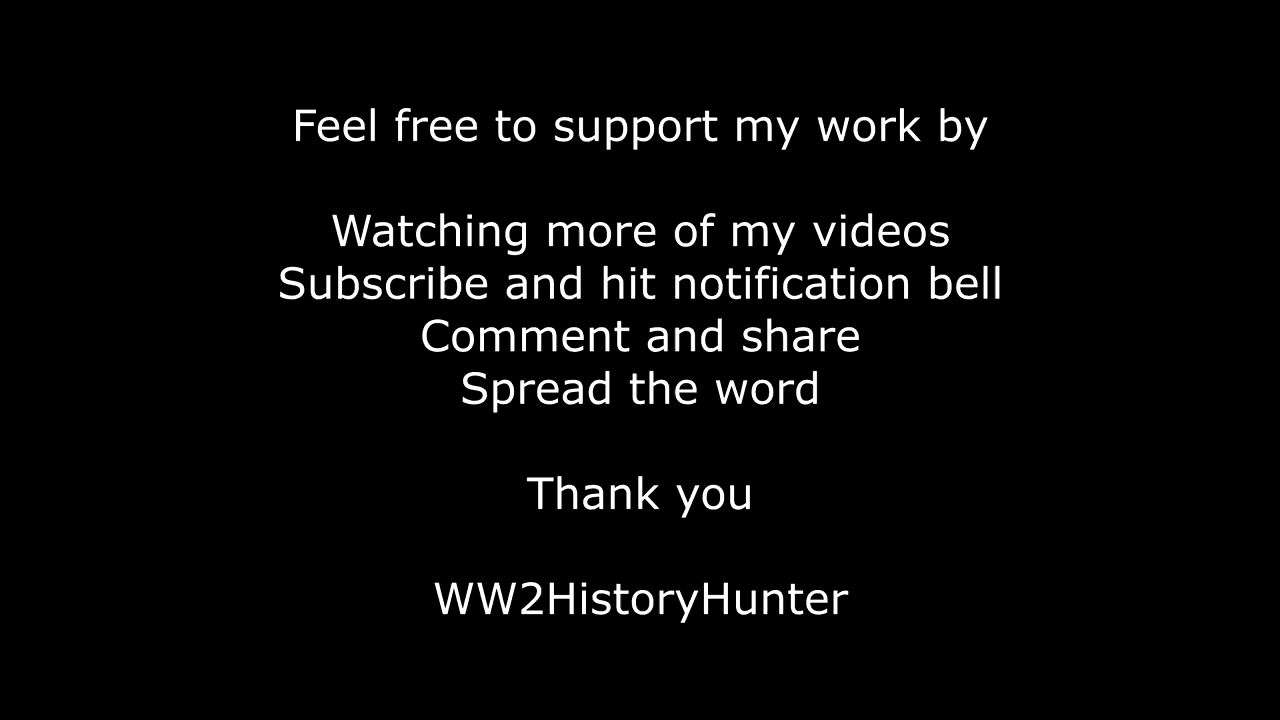 Feel free to support my work by
Watching more of my videos
Subscribe and hit notification bell
Comment and share
Spread the word
Thank you
WW2HistoryHunter